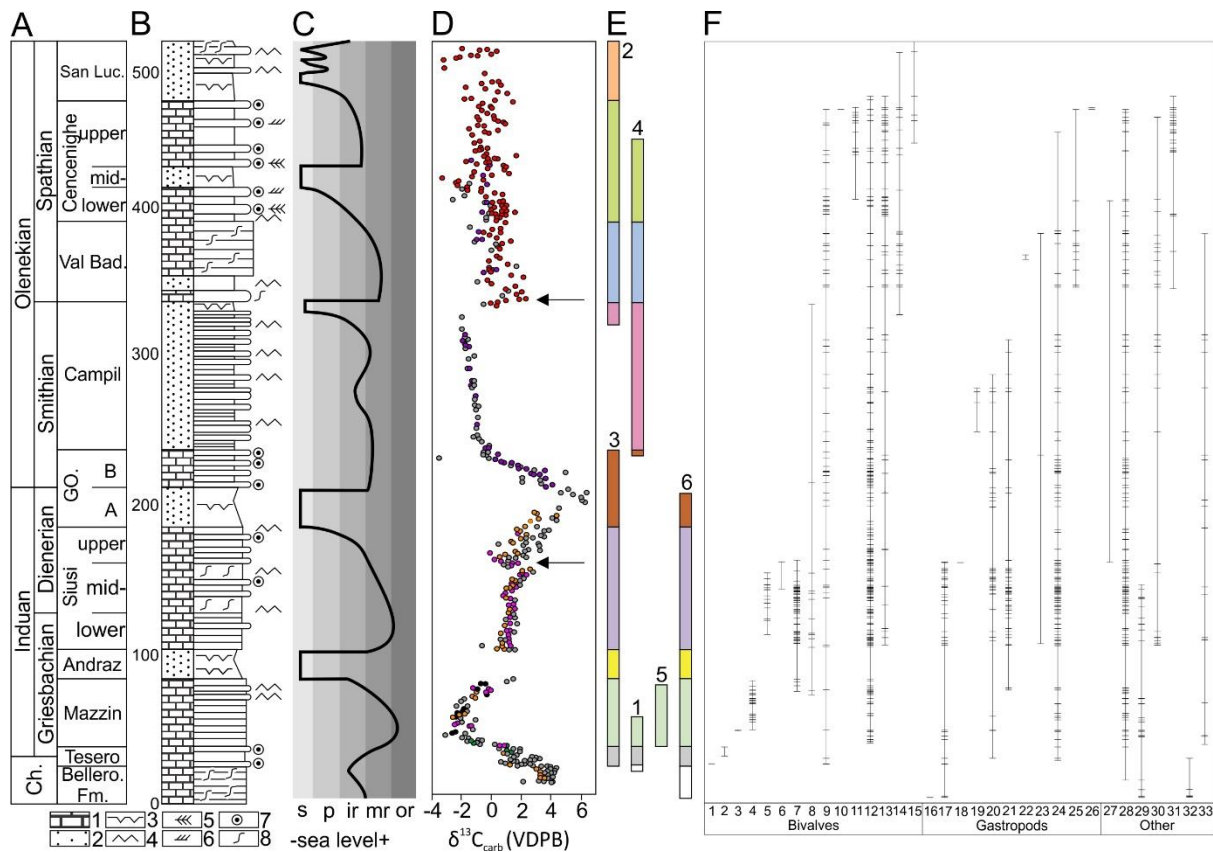 A B C D E F
Olenekian
Induan
Ch.
Spathian
Smithian
Dienerian
Griesbachian
San Luc.
Cencenighe
upper
mid-
lower
Val Bad.
Campil
GO.
B
A
Siusi
upper
mid-
lower
Andraz
Mazzin
Tesero
Bellero.
Fm.
500
400
300
200
100
0
2
4
3
6
5
1
s p ir mr or
-sea level+
-4 -2 0 2 4 6
δ¹³C carb (VDPB)
1 3 5 7
2 4 6 8
1 2 3 4 5 6 7 8 9 10 11 12 13 14 15 16 17 18 19 20 21 22 23 24 25 26 27 28 29 30 31 32 33
Bivalves Gastropods Other